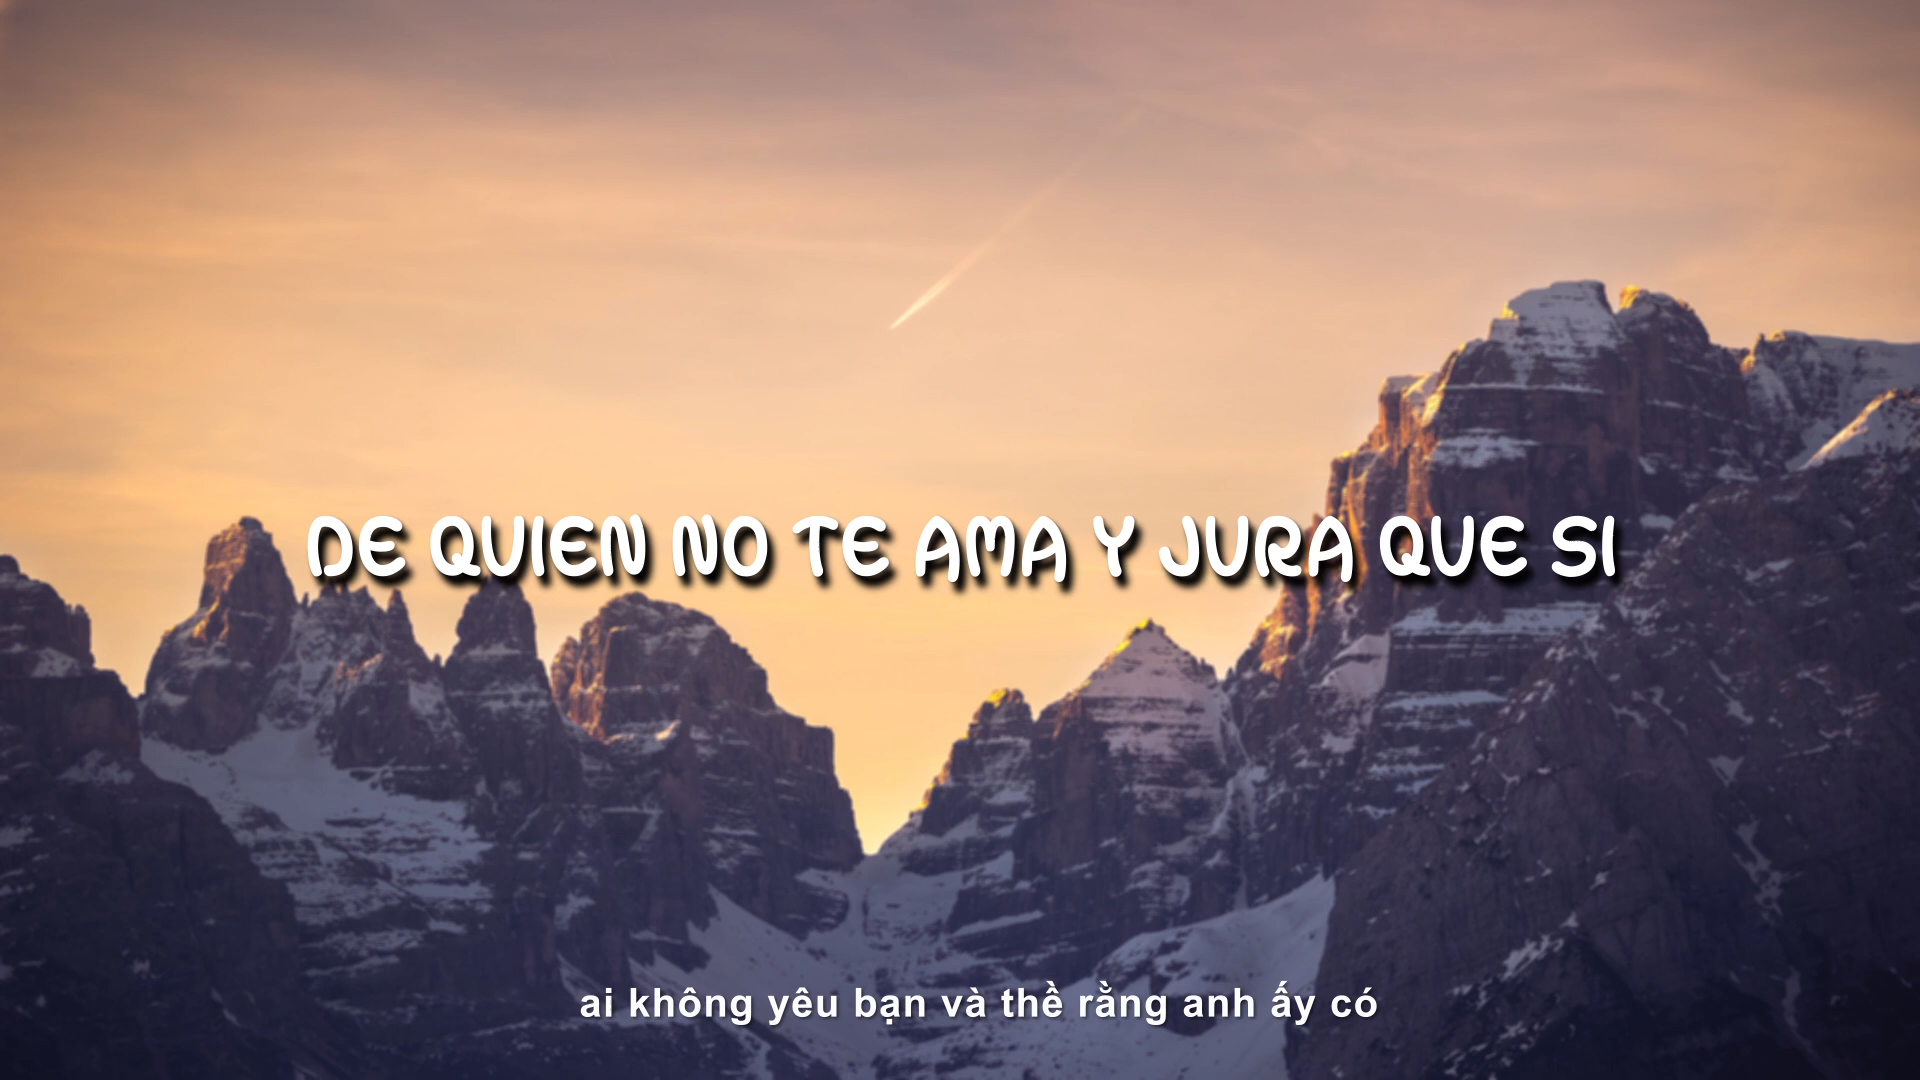 DE QUIEN NO TE AMA Y JURA QUE SI
ai không yêu bạn và thề rằng anh ấy có